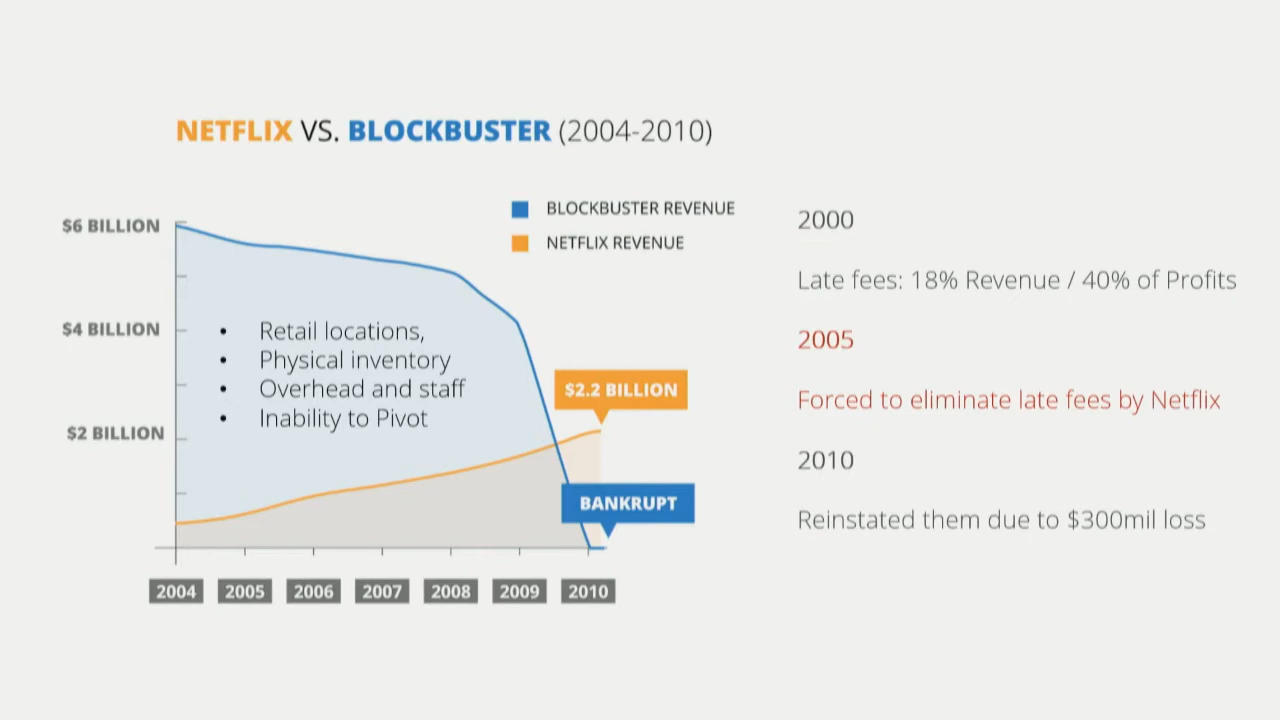 NETFLIX VS. BLOCKBUSTER (2004-2010)
BLOCKBUSTER REVENUE
NETFLIX REVENUE
$6 BILLION
$4 BILLION
$2 BILLION
• Retail locations,
• Physical inventory
• Overhead and staff
• Inability to Pivot
$2.2 BILLION
BANKRUPT
2004 2005 2006 2007 2008 2009 2010
2000
Late fees: 18% Revenue / 40% of Profits
2005
Forced to eliminate late fees by Netflix
2010
Reinstated them due to $300mil loss